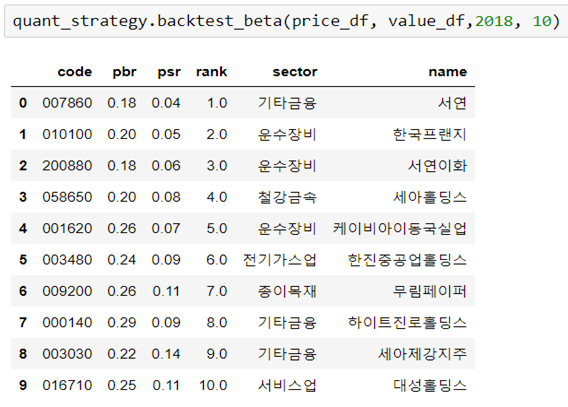 quant_strategy.backtest_beta(price_df, value_df,2018, 10)
code pbr psr rank sector name
0 007860 0.18 0.04 1.0 기타금융 서연
1 010100 0.20 0.05 2.0 운수장비 한국프랜지
2 200880 0.18 0.06 3.0 운수장비 서연이화
3 058650 0.20 0.08 4.0 철강금속 세아홀딩스
4 001620 0.26 0.07 5.0 운수장비 케이비아이동국실업
5 003480 0.24 0.09 6.0 전기가스업 한진중공업홀딩스
6 009200 0.26 0.11 7.0 종이목재 무림페이퍼
7 000140 0.29 0.09 8.0 기타금융 하이트진로홀딩스
8 003030 0.22 0.14 9.0 기타금융 세아제강지주
9 016710 0.25 0.11 10.0 서비스업 대성홀딩스